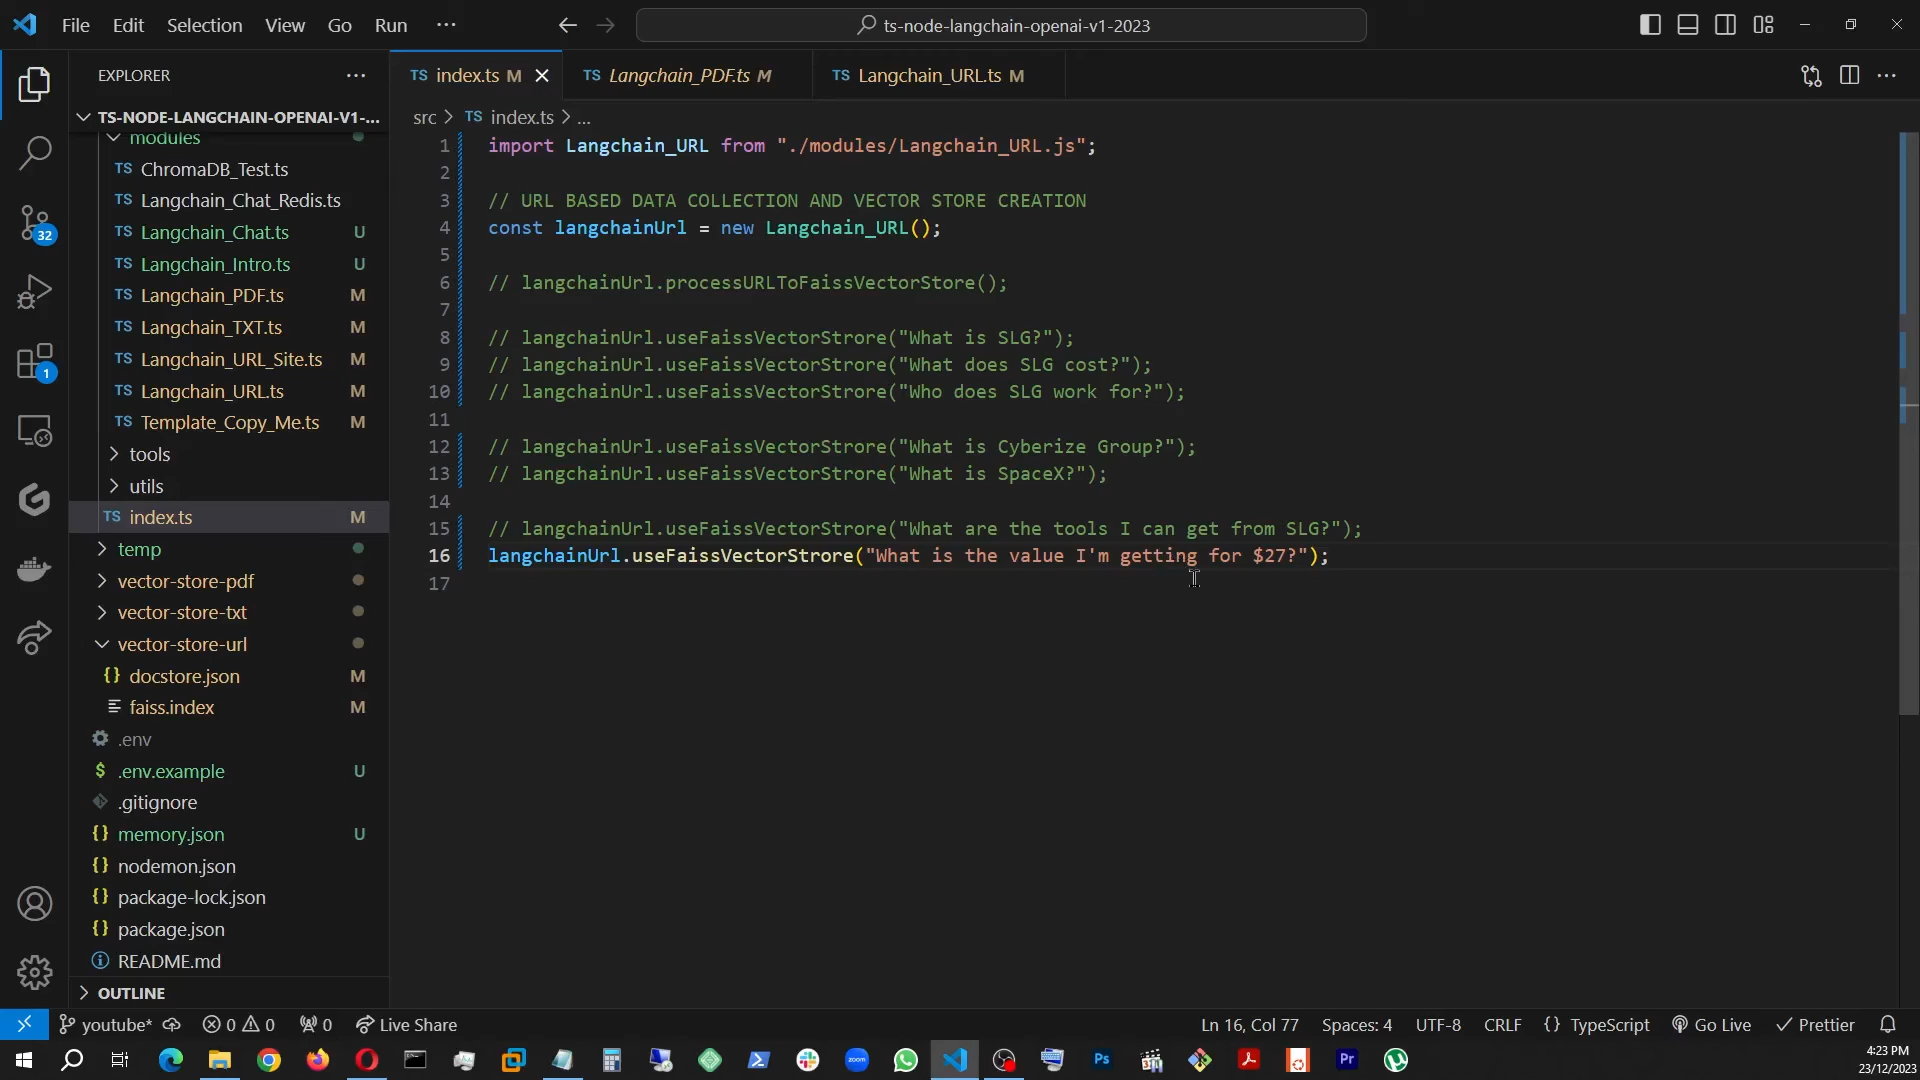 File Edit Selection View Go Run ··· ts-node-langchain-openai-v1-2023
EXPLORER ···
TS index.ts M
TS Langchain_PDF.ts M
TS Langchain_URL.ts M
TS-NODE-LANGCHAIN-OPENAI-V1-...
modules
TS ChromaDB_Test.ts
TS Langchain_Chat_Redis.ts
TS Langchain_Chat.ts U
TS Langchain_Intro.ts U
TS Langchain_PDF.ts M
TS Langchain_TXT.ts M
TS Langchain_URL_Site.ts M
TS Langchain_URL.ts M
TS Template_Copy_Me.ts M
tools
utils
TS index.ts M
temp
vector-store-pdf
vector-store-txt
vector-store-url
{} docstore.json M
faiss.index M
.env
$ .env.example U
.gitignore
{} memory.json U
{} nodemon.json
{} package-lock.json
{} package.json
README.md
OUTLINE
32
1
src > TS index.ts > ...
1 import Langchain_URL from "./modules/Langchain_URL.js";
2
3 // URL BASED DATA COLLECTION AND VECTOR STORE CREATION
4 const langchainUrl = new Langchain_URL();
5
6 // langchainUrl.processURLToFaissVectorStore();
7
8 // langchainUrl.useFaissVectorStrore("What is SLG?");
9 // langchainUrl.useFaissVectorStrore("What does SLG cost?");
10 // langchainUrl.useFaissVectorStrore("Who does SLG work for?");
11
12 // langchainUrl.useFaissVectorStrore("What is Cyberize Group?");
13 // langchainUrl.useFaissVectorStrore("What is SpaceX?");
14
15 // langchainUrl.useFaissVectorStrore("What are the tools I can get from SLG?");
16 langchainUrl.useFaissVectorStrore("What is the value I'm getting for $27?");
17
youtube* 0 0 0 Live Share Ln 16, Col 77 Spaces: 4 UTF-8 CRLF {} TypeScript Go Live Prettier
zoom Ps Pr
4:23 PM
23/12/2023